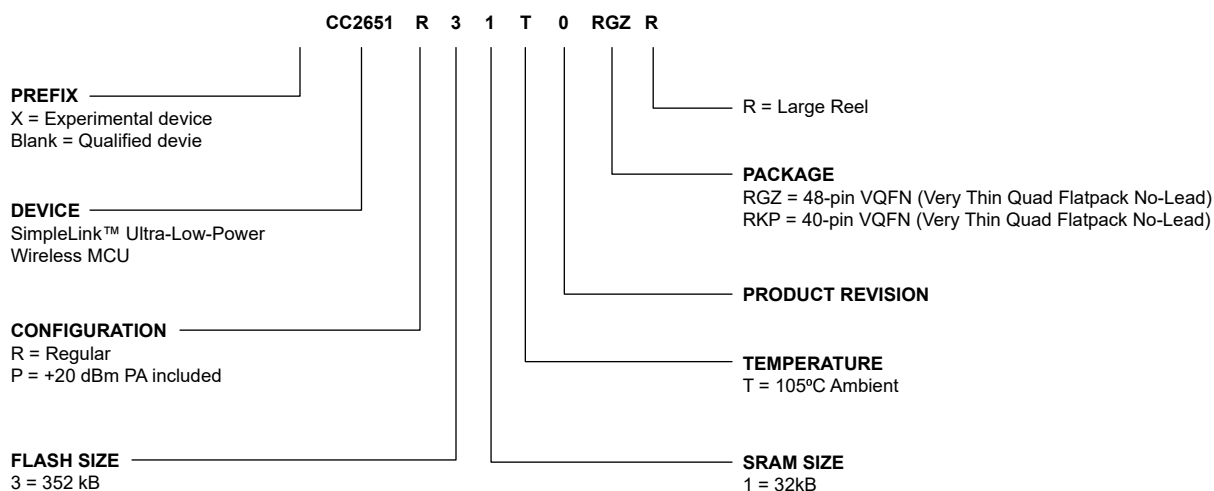 CC2651 R 3 1 T 0 RGZ R
PREFIX
X = Experimental device
Blank = Qualified devie
DEVICE
SimpleLink™ Ultra-Low-Power
Wireless MCU
CONFIGURATION
R = Regular
P = +20 dBm PA included
FLASH SIZE
3 = 352 kB
R = Large Reel
PACKAGE
RGZ = 48-pin VQFN (Very Thin Quad Flatpack No-Lead)
RKP = 40-pin VQFN (Very Thin Quad Flatpack No-Lead)
PRODUCT REVISION
TEMPERATURE
T = 105ºC Ambient
SRAM SIZE
1 = 32kB